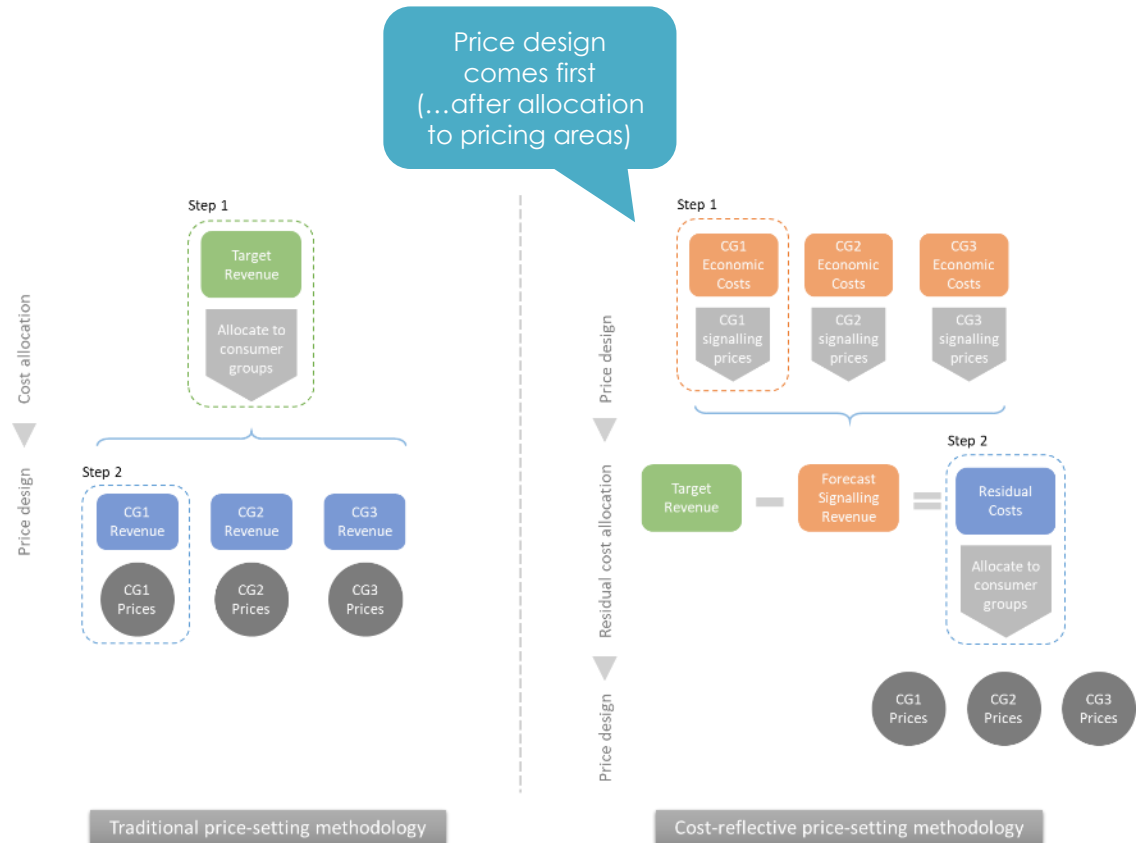 Price design
comes first
(…after allocation
to pricing areas)
Step 1
Target
Revenue
Allocate to
consumer
groups
Cost allocation
Price design
Step 2
CG1
Revenue
CG2
Revenue
CG3
Revenue
CG1
Prices
CG2
Prices
CG3
Prices
Traditional price-setting methodology
Step 1
CG1
Economic
Costs
CG2
Economic
Costs
CG3
Economic
Costs
CG1
signalling
prices
CG2
signalling
prices
CG3
signalling
prices
Price design
Residual cost allocation
Price design
Step 2
Target
Revenue
Forecast
Signalling
Revenue
Residual
Costs
Allocate to
consumer
groups
CG1
Prices
CG2
Prices
CG3
Prices
Cost-reflective price-setting methodology